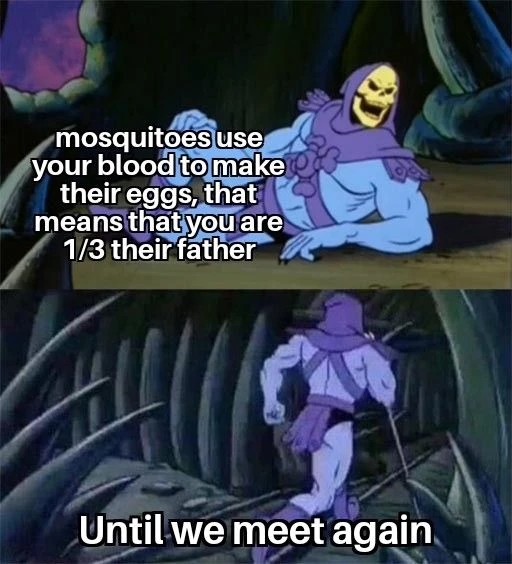 mosquitoes use
your blood to make
their eggs, that
means that you are
1/3 their father
Until we meet again